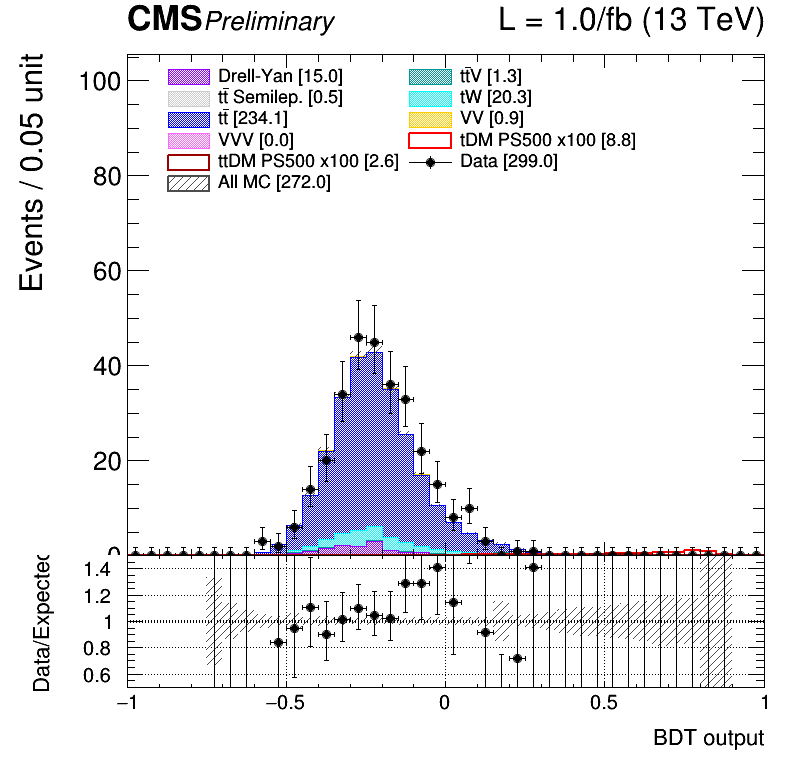 CMS Preliminary L = 1.0/fb (13 TeV)
Events / 0.05 unit
100
80
60
40
20
0
Drell-Yan [15.0]
tt̄V [1.3]
tt̄ Semilep. [0.5]
tW [20.3]
tt̄ [234.1]
VV [0.9]
VVV [0.0]
tDM PS500 x100 [8.8]
ttDM PS500 x100 [2.6]
Data [299.0]
All MC [272.0]
Data/Expected
1.4
1.2
1
0.8
0.6
−1 −0.5 0 0.5 1
BDT output